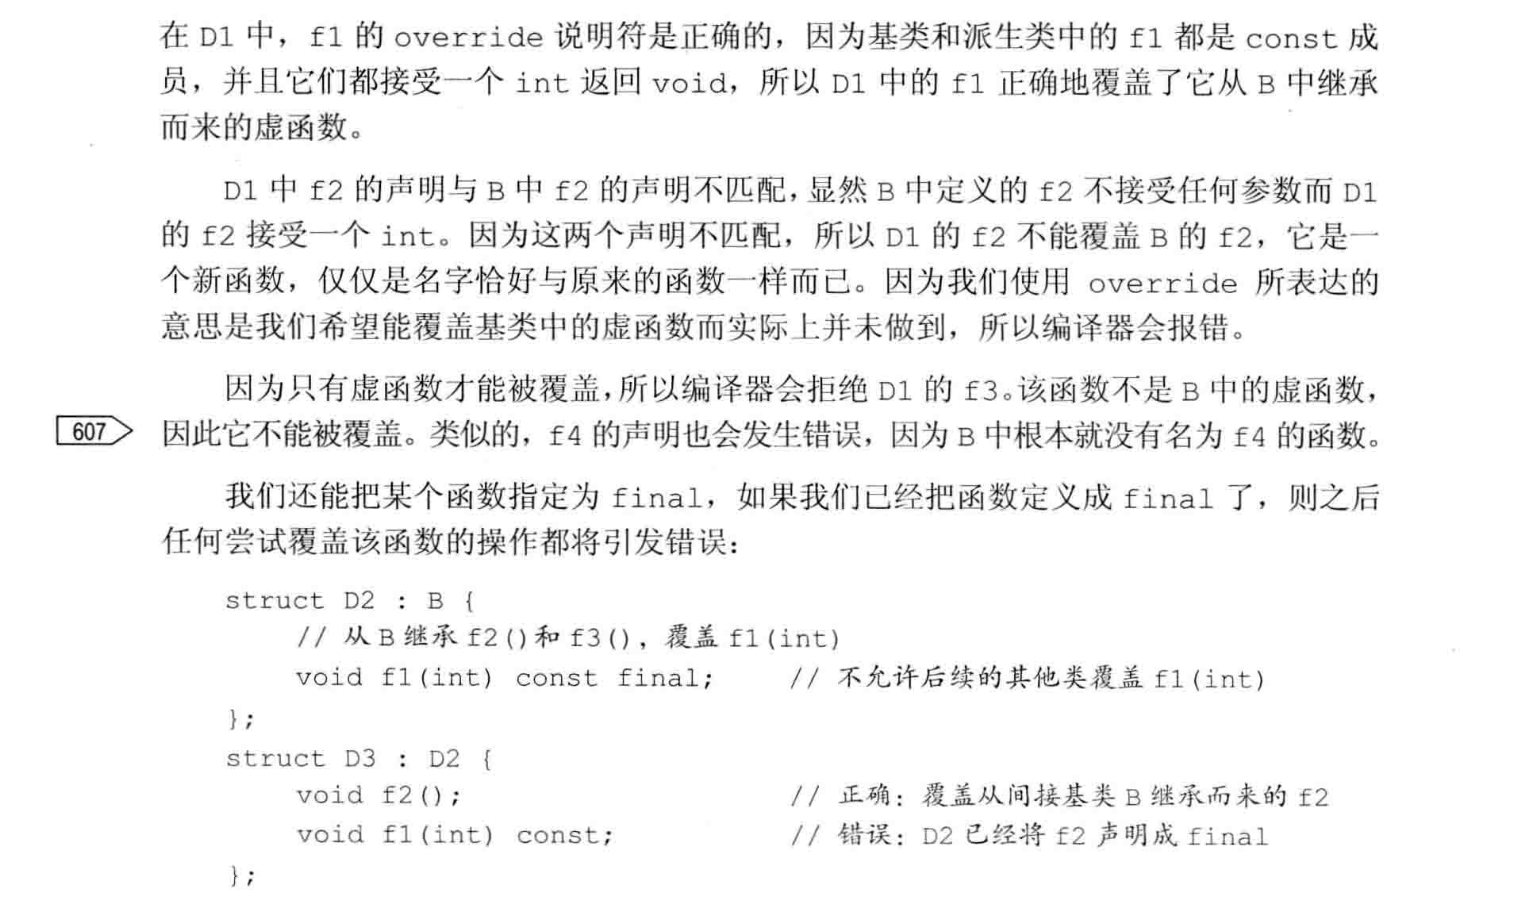 在 D1 中，f1 的 override 说明符是正确的，因为基类和派生类中的 f1 都是 const 成
员，并且它们都接受一个 int 返回 void，所以 D1 中的 f1 正确地覆盖了它从 B 中继承
而来的虚函数。
D1 中 f2 的声明与 B 中 f2 的声明不匹配，显然 B 中定义的 f2 不接受任何参数而 D1
的 f2 接受一个 int。因为这两个声明不匹配，所以 D1 的 f2 不能覆盖 B 的 f2，它是一
个新函数，仅仅是名字恰好与原来的函数一样而已。因为我们使用 override 所表达的
意思是我们希望能覆盖基类中的虚函数而实际上并未做到，所以编译器会报错。
因为只有虚函数才能被覆盖，所以编译器会拒绝 D1 的 f3。该函数不是 B 中的虚函数，
607 因此它不能被覆盖。类似的，f4 的声明也会发生错误，因为 B 中根本就没有名为 f4 的函数。
我们还能把某个函数指定为 final，如果我们已经把函数定义成 final 了，则之后
任何尝试覆盖该函数的操作都将引发错误：
struct D2 : B {
// 从 B 继承 f2()和 f3()，覆盖 f1(int)
void f1(int) const final; // 不允许后续的其他类覆盖 f1(int)
};
struct D3 : D2 {
void f2(); // 正确：覆盖从间接基类 B 继承而来的 f2
void f1(int) const; // 错误：D2 已经将 f2 声明成 final
};